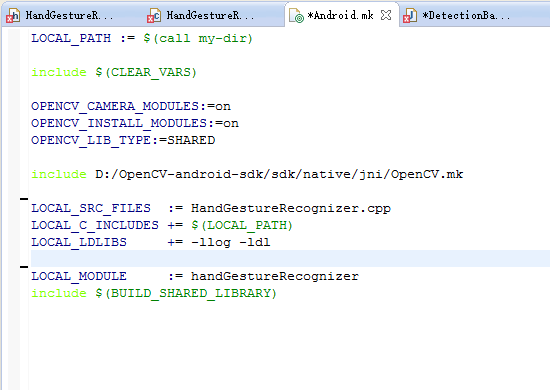 HandGestureR... HandGestureR... *Android.mk *DetectionBa...
LOCAL_PATH := $(call my-dir)
include $(CLEAR_VARS)
OPENCV_CAMERA_MODULES:=on
OPENCV_INSTALL_MODULES:=on
OPENCV_LIB_TYPE:=SHARED
include D:/OpenCV-android-sdk/sdk/native/jni/OpenCV.mk
LOCAL_SRC_FILES  := HandGestureRecognizer.cpp
LOCAL_C_INCLUDES += $(LOCAL_PATH)
LOCAL_LDLIBS     += -llog -ldl
LOCAL_MODULE     := handGestureRecognizer
include $(BUILD_SHARED_LIBRARY)